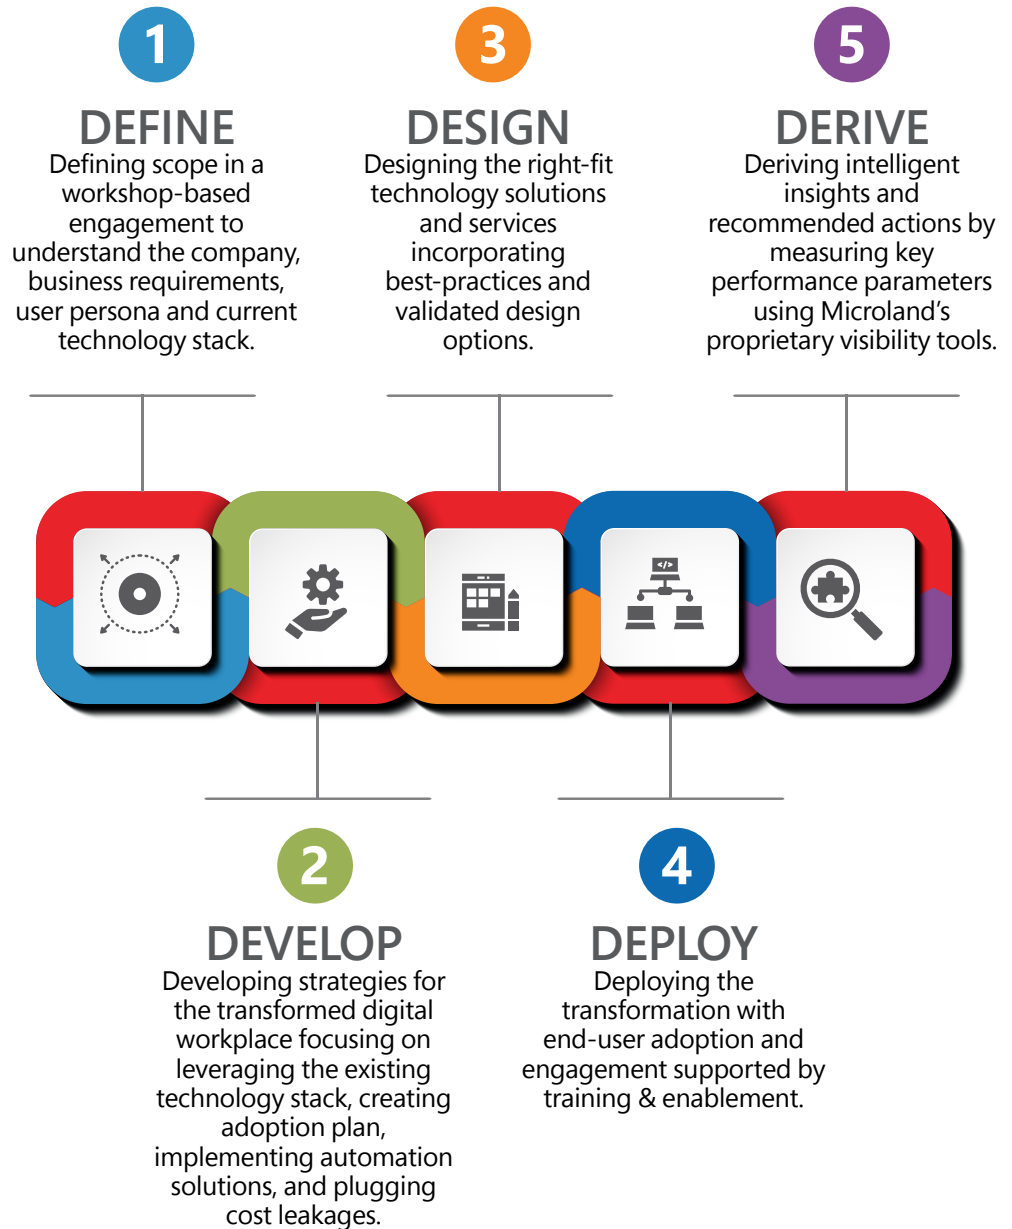 1
DEFINE
Defining scope in a
workshop-based
engagement to
understand the company,
business requirements,
user persona and current
technology stack.
3
DESIGN
Designing the right-fit
technology solutions
and services
incorporating
best-practices and
validated design
options.
5
DERIVE
Deriving intelligent
insights and
recommended actions by
measuring key
performance parameters
using Microland’s
proprietary visibility tools.
</>
2
DEVELOP
Developing strategies for
the transformed digital
workplace focusing on
leveraging the existing
technology stack, creating
adoption plan,
implementing automation
solutions, and plugging
cost leakages.
4
DEPLOY
Deploying the
transformation with
end-user adoption and
engagement supported by
training & enablement.